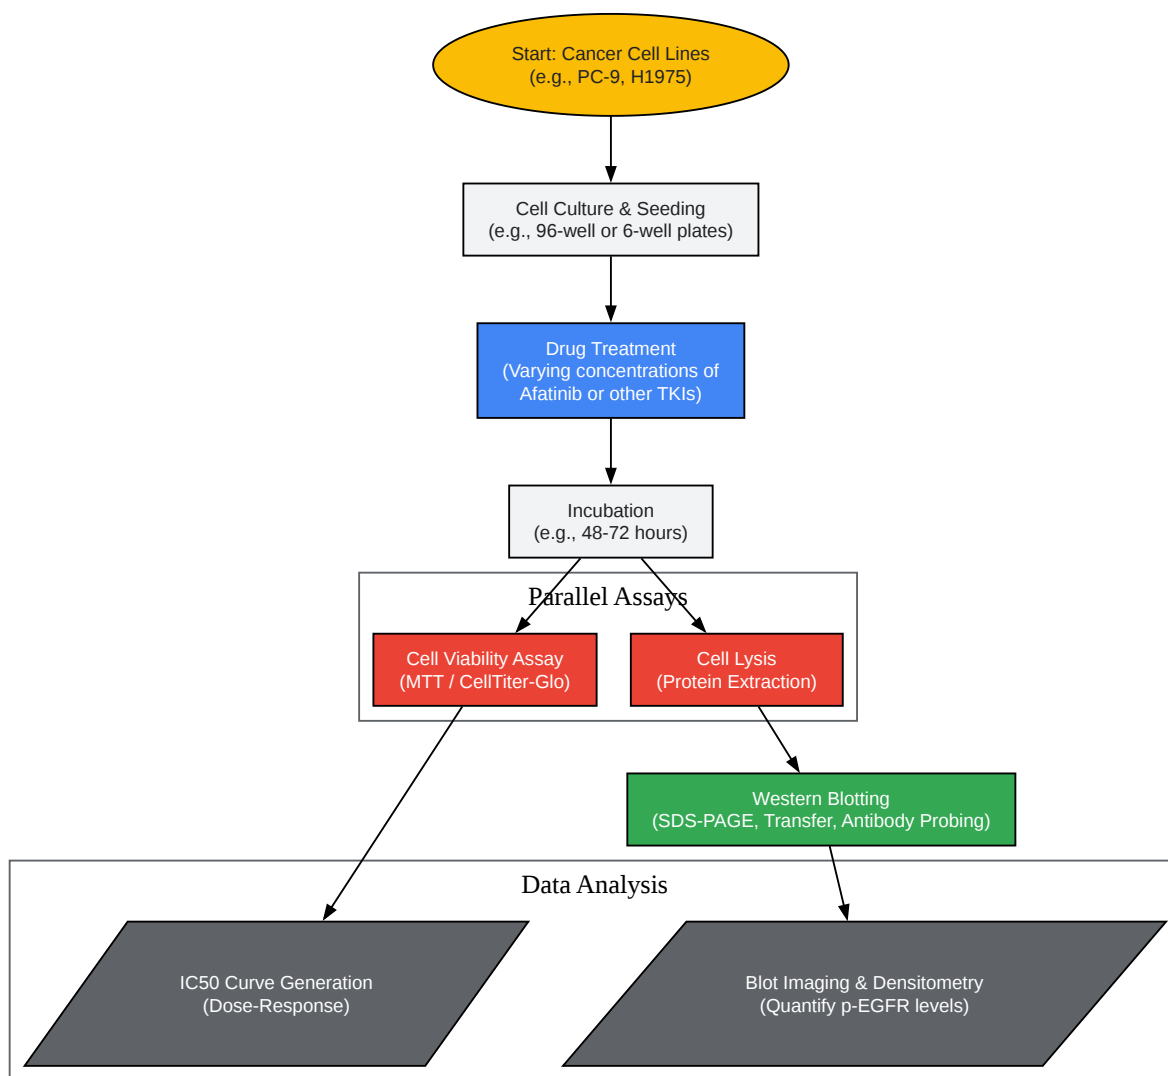 Start: Cancer Cell Lines
(e.g., PC-9, H1975)
Cell Culture & Seeding
(e.g., 96-well or 6-well plates)
Drug Treatment
(Varying concentrations of
Afatinib or other TKIs)
Incubation
(e.g., 48-72 hours)
Parallel Assays
Cell Viability Assay
(MTT / CellTiter-Glo)
Cell Lysis
(Protein Extraction)
Western Blotting
(SDS-PAGE, Transfer, Antibody Probing)
Data Analysis
IC50 Curve Generation
(Dose-Response)
Blot Imaging & Densitometry
(Quantify p-EGFR levels)